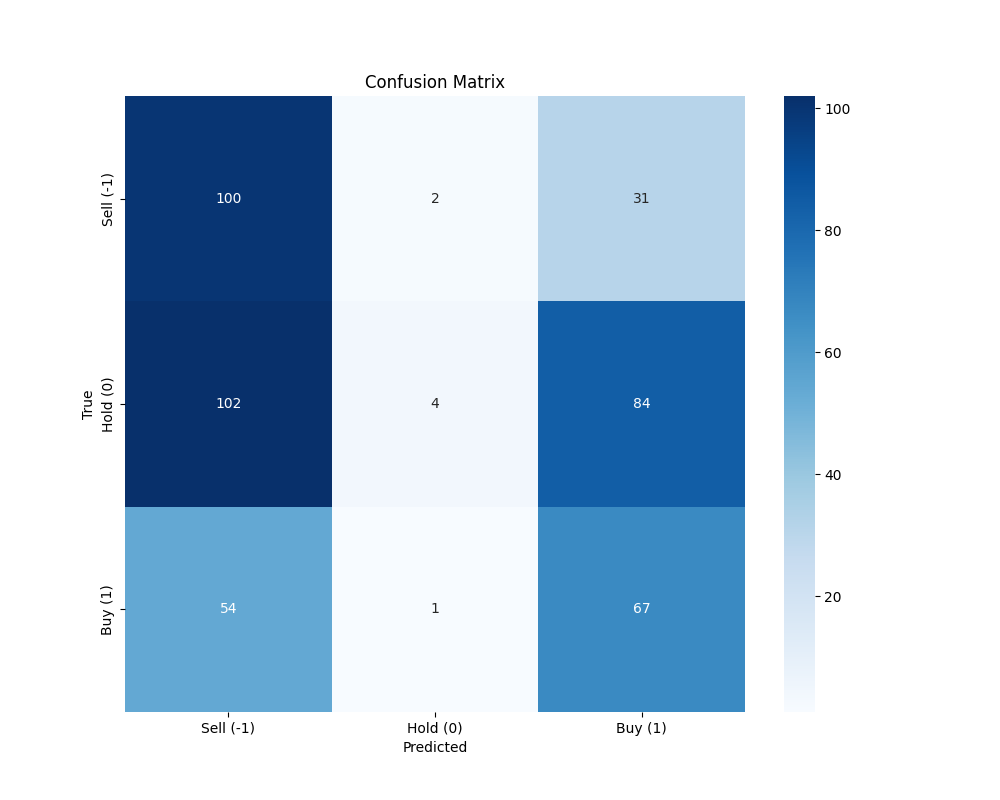 Confusion Matrix
True
Sell (-1)
Hold (0)
Buy (1)
100 2 31
102 4 84
54 1 67
Sell (-1) Hold (0) Buy (1)
Predicted
100
80
60
40
20